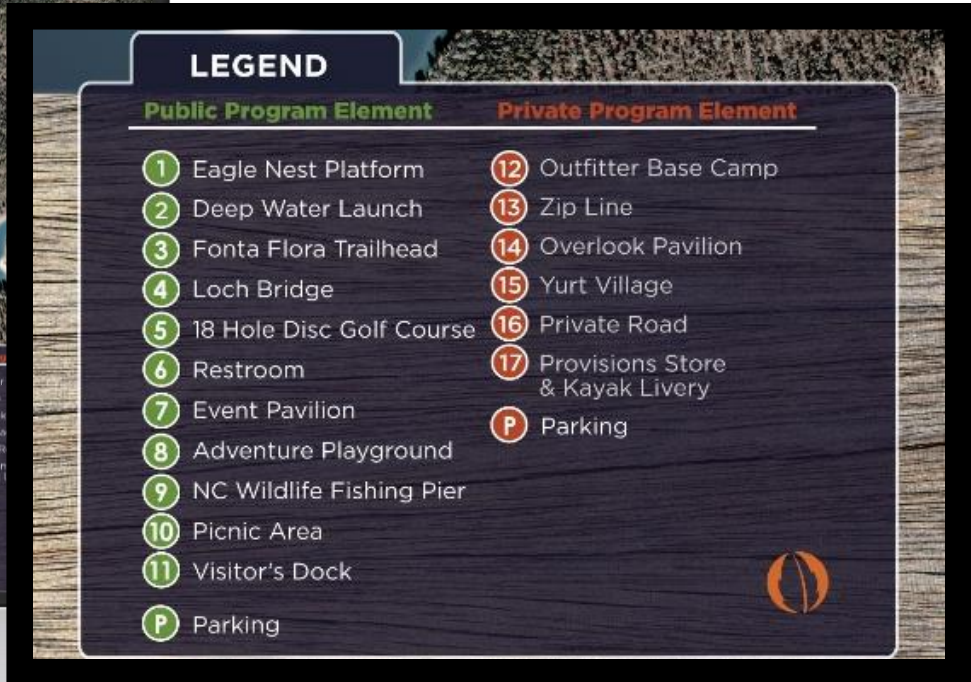 LEGEND
Public Program Element
1 Eagle Nest Platform
2 Deep Water Launch
3 Fonta Flora Trailhead
4 Loch Bridge
5 18 Hole Disc Golf Course
6 Restroom
7 Event Pavilion
8 Adventure Playground
9 NC Wildlife Fishing Pier
10 Picnic Area
11 Visitor's Dock
P Parking
Private Program Element
12 Outfitter Base Camp
13 Zip Line
14 Overlook Pavilion
15 Yurt Village
16 Private Road
17 Provisions Store
& Kayak Livery
P Parking